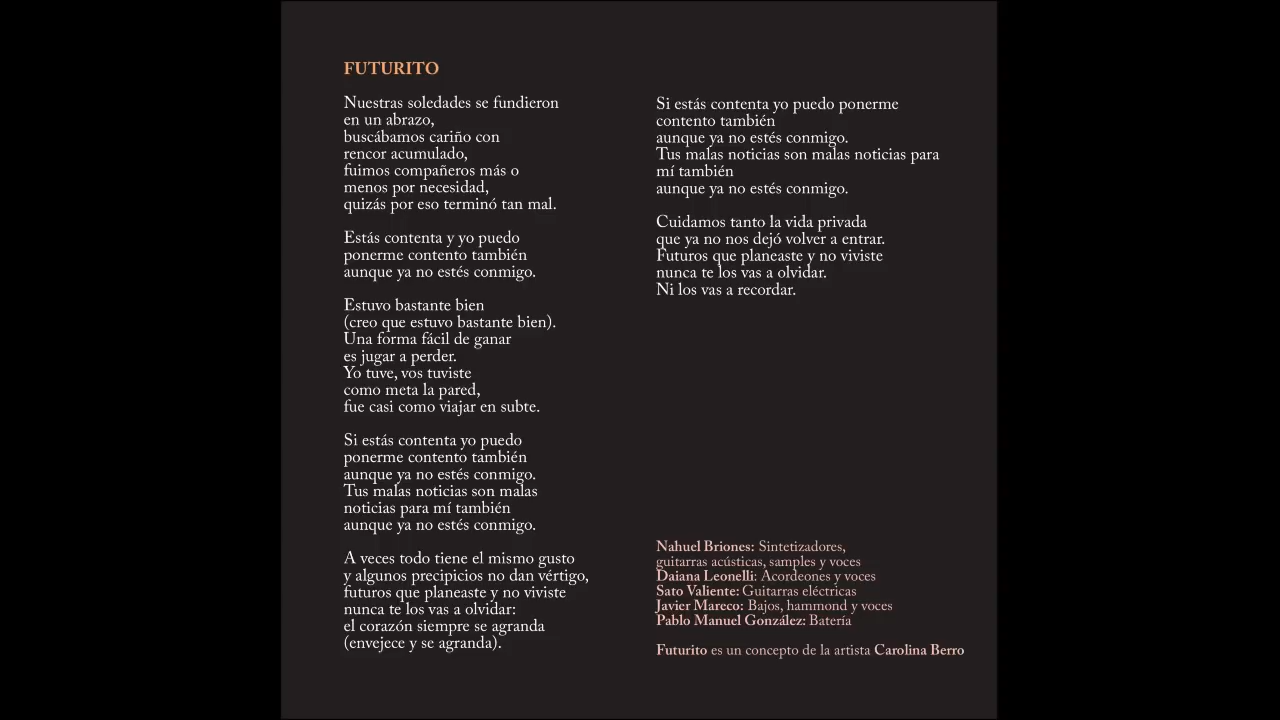 FUTURITO
Nuestras soledades se fundieron
en un abrazo,
buscábamos cariño con
rencor acumulado,
fuimos compañeros más o
menos por necesidad,
quizás por eso terminó tan mal.
Estás contenta y yo puedo
ponerme contento también
aunque ya no estés conmigo.
Estuvo bastante bien
(creo que estuvo bastante bien).
Una forma fácil de ganar
es jugar a perder.
Yo tuve, vos tuviste
como meta la pared,
fue casi como viajar en subte.
Si estás contenta yo puedo
ponerme contento también
aunque ya no estés conmigo.
Tus malas noticias son malas
noticias para mí también
aunque ya no estés conmigo.
A veces todo tiene el mismo gusto
y algunos precipicios no dan vértigo,
futuros que planeaste y no viviste
nunca te los vas a olvidar:
el corazón siempre se agranda
(envejece y se agranda).
Si estás contenta yo puedo ponerme
contento también
aunque ya no estés conmigo.
Tus malas noticias son malas noticias para
mí también
aunque ya no estés conmigo.
Cuidamos tanto la vida privada
que ya no nos dejó volver a entrar.
Futuros que planeaste y no viviste
nunca te los vas a olvidar.
Ni los vas a recordar.
Nahuel Briones: Sintetizadores,
guitarras acústicas, samples y voces
Daiana Leonelli: Acordeones y voces
Sato Valiente: Guitarras eléctricas
Javier Mareco: Bajos, hammond y voces
Pablo Manuel González: Batería
Futurito es un concepto de la artista Carolina Berro